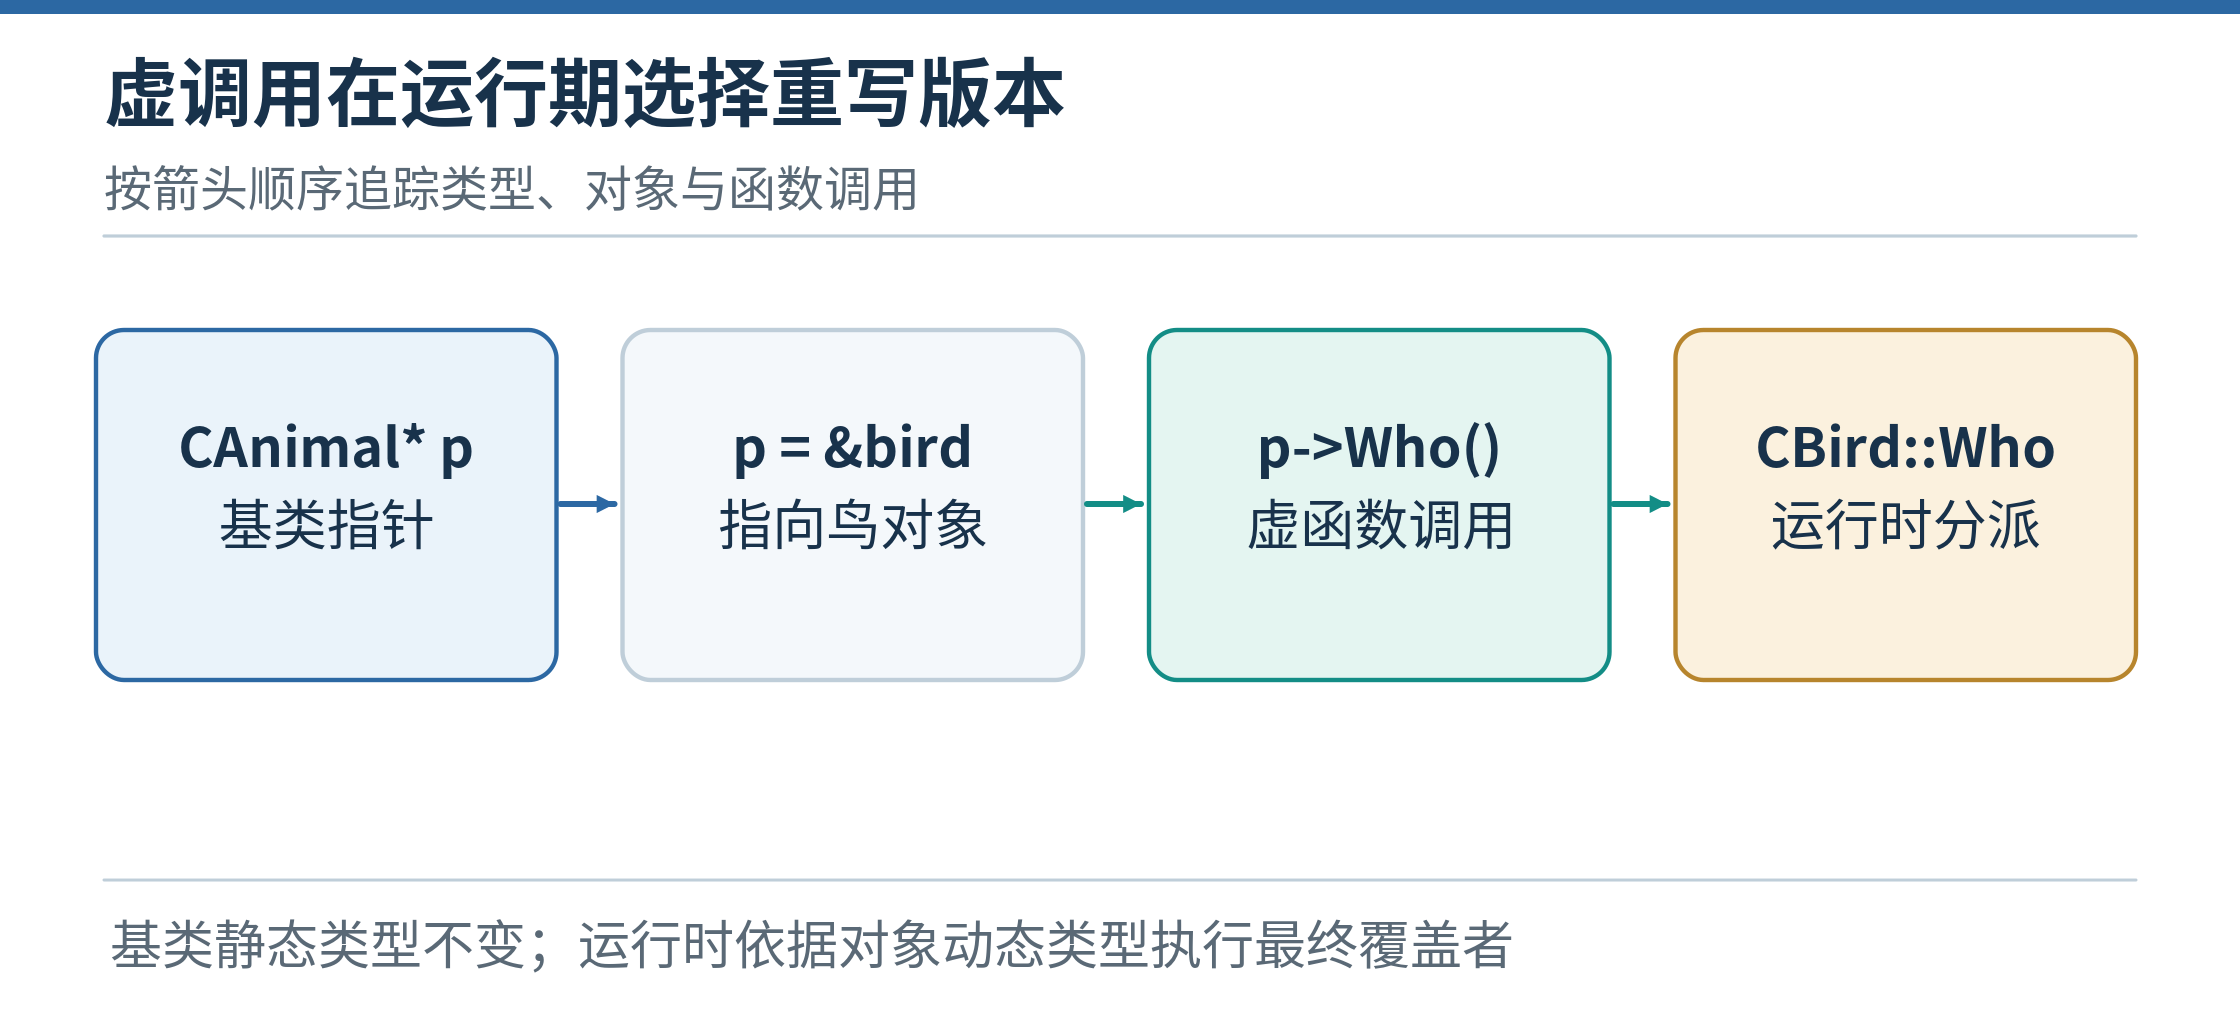 虚调用在运行期选择重写版本
按箭头顺序追踪类型、对象与函数调用
CAnimal* p
基类指针
p = &bird
指向鸟对象
p->Who()
虚函数调用
CBird::Who
运行时分派
基类静态类型不变；运行时依据对象动态类型执行最终覆盖者